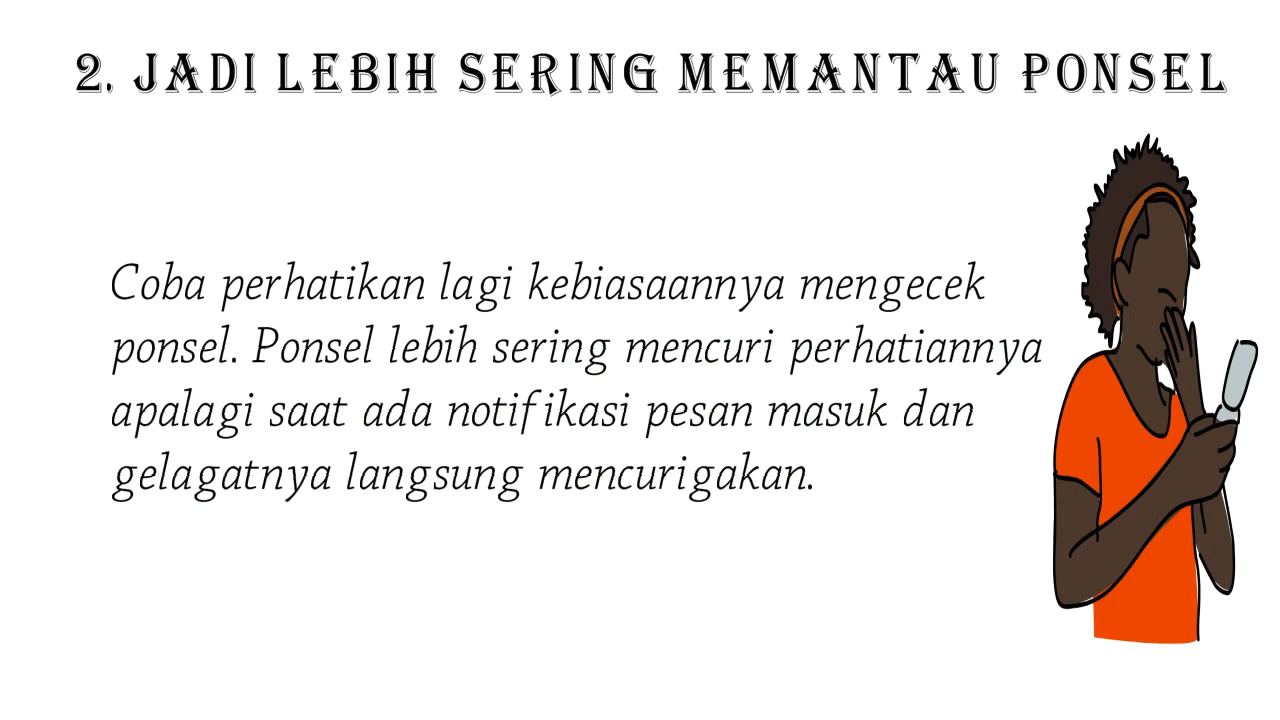 2. JADI LEBIH SERING MEMANTAU PONSEL
Coba perhatikan lagi kebiasaannya mengecek
ponsel. Ponsel lebih sering mencuri perhatiannya
apalagi saat ada notifikasi pesan masuk dan
gelagatnya langsung mencurigakan.